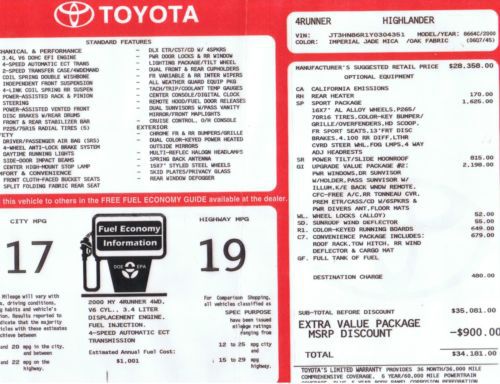 TOYOTA
STANDARD FEATURES
MECHANICAL & PERFORMANCE
3.4L V6 DOHC EFI ENGINE
4-SPEED AUTOMATIC ECT TRANS
2-SPEED TRANSFER CASE/4WDEMAND
COIL SPRING DOUBLE WISHBONE
INDEPENDENT FRONT SUSP
4-LINK COIL SPRING RR SUSPEN
POWER-ASSISTED RACK & PINION
STEERING
POWER-ASSISTED VENTED FRONT
DISC BRAKES W/REAR DRUMS
FRONT & REAR STABILIZER BAR
P225/75R15 RADIAL TIRES (5)
SAFETY
DRIVER/PASSENGER AIR BAG (SRS)
4-WHEEL ANTI-LOCK BRAKE SYSTEM
DAYTIME RUNNING LIGHTS
SIDE-DOOR IMPACT BEAMS
CENTER HIGH-MOUNT STOP LAMP
COMFORT & CONVENIENCE
FRONT CLOTH-FACED BUCKET SEATS
SPLIT FOLDING FABRIC REAR SEAT
- DLX ETR/CST/CD W/ 4SPKRS
PWR DOOR LOCKS & RR WINDOW
- LIGHTING PACKAGE/TILT WHEEL
- DUAL FRONT & REAR CUPHOLDERS
- FR VARIABLE & RR INTER WIPERS
- ALL WEATHER GUARD EQUIP PKG
- TACH/TRIP/COOLANT TEMP GAUGES
- CENTER CONSOLE/DIGITAL CLOCK
- REMOTE HOOD/FUEL DOOR RELEASES
- DUAL SUNVISORS W/PASS VANITY
MIRROR/FRONT MAPLIGHTS
- CRUISE CONTROL, O/R CONSOLE
EXTERIOR
- CHROME FR & RR BUMPERS/GRILLE
- DUAL COLOR-KEYED POWER HEATED
OUTSIDE MIRRORS
- MULTI-REFLEC HALOGN HEADLAMPS
- SPRING BACK ANTENNA
- 15X7" STYLED STEEL WHEELS
- SKID PLATES/PRIVACY GLASS
- REAR WINDOW DEFOGGER
this vehicle to others in the FREE FUEL ECONOMY GUIDE available at the dealer.
CITY MPG
17
Fuel Economy
Information
DOE EPA
HIGHWAY MPG
19
Mileage will vary with
driving conditions,
habits and vehicle's
Results reported to
indicate that the majority
vehicles with these estimates
achieve between
and 20 mpg in the city,
and between
and 22 mpg on the highway.
2000 MY 4RUNNER 4WD,
V6 CYL., 3.4 LITER
DISPLACEMENT ENGINE,
FUEL INJECTION,
4-SPEED AUTOMATIC ECT
TRANSMISSION
Estimated Annual Fuel Cost:
$1,001
For Comparison Shopping,
all vehicles classified as
SPEC PURPOSE
have been issued
mileage ratings
ranging from
12 to 25 mpg city
and
15 to 29 mpg
highway.
4RUNNER HIGHLANDER
VIN: JT3HN86R1Y0304351 MODEL/YEAR: 8664C/2000
COLOR: IMPERIAL JADE MICA /OAK FABRIC (06Q7/45)
MANUFACTURER'S SUGGESTED RETAIL PRICE $28,358.00
OPTIONAL EQUIPMENT
CA CALIFORNIA EMISSIONS
RH REAR HEATER 170.00
SP SPORT PACKAGE: 1,625.00
16X7' AL ALLOY WHEELS,P265/
70R16 TIRES,COLOR-KEY BUMPER/
GRILLE/OVERFENDERS,HD SCOOP,
FR SPORT SEATS,13"FRT DISC
BRAKES,4.100 RR DIFF,LTHR
CVRD STEER WHL,FOG LMPS,4 WAY
ADJ HEADRESTS
SR POWER TILT/SLIDE MOONROOF 815.00
GI UPGRADE VALUE PACKAGE #2: 2,198.00
PWR WINDOWS,DR SUNVISOR
W/HOLDER,PASS SUNVISOR W/
ILLUM,K/E BACK WNDW REMOTE,
CFC-FREE A/C,RR TONNEAU CVR,
PREM ETR/CASS/CD W/6SPKRS &
PWR DIVERS ANT,FLOOR MATS
WL. WHEEL LOCKS (ALLOY) 52.00
SD. SUNROOF WIND DEFLECTOR 55.00
R1. COLOR-KEYED RUNNING BOARDS 649.00
C7. CONVENIENCE PACKAGE INCLUDES: 679.00
ROOF RACK,TOW HITCH, RR WIND
DEFLECTOR & CARGO MAT
GF. FULL TANK OF FUEL
DESTINATION CHARGE 480.00
SUB-TOTAL BEFORE DISCOUNT $35,081.00
EXTRA VALUE PACKAGE
MSRP DISCOUNT -$900.00
TOTAL $34,181.00
TOYOTA'S LIMITED WARRANTY PROVIDES 36 MONTH/36,000 MILE
COMPREHENSIVE COVERAGE, 6 YEAR/60,000 MILE POWERTRAIN